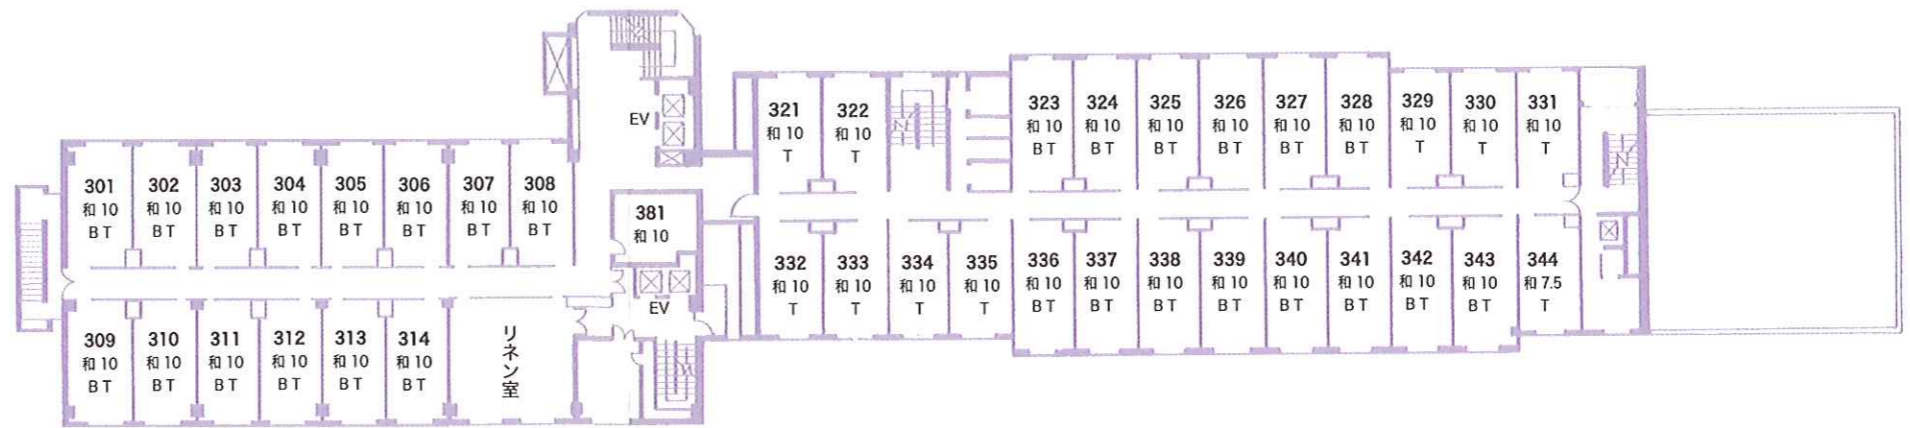 301
和 10
B T
302
和 10
B T
303
和 10
B T
304
和 10
B T
305
和 10
B T
306
和 10
B T
307
和 10
B T
308
和 10
B T
EV
381
和 10
321
和 10
T
322
和 10
T
323
和 10
B T
324
和 10
B T
325
和 10
B T
326
和 10
B T
327
和 10
B T
328
和 10
B T
329
和 10
T
330
和 10
T
331
和 10
T
309
和 10
B T
310
和 10
B T
311
和 10
B T
312
和 10
B T
313
和 10
B T
314
和 10
B T
リネン室
EV
332
和 10
T
333
和 10
T
334
和 10
T
335
和 10
T
336
和 10
B T
337
和 10
B T
338
和 10
B T
339
和 10
B T
340
和 10
B T
341
和 10
B T
342
和 10
B T
343
和 10
B T
344
和 7.5
T